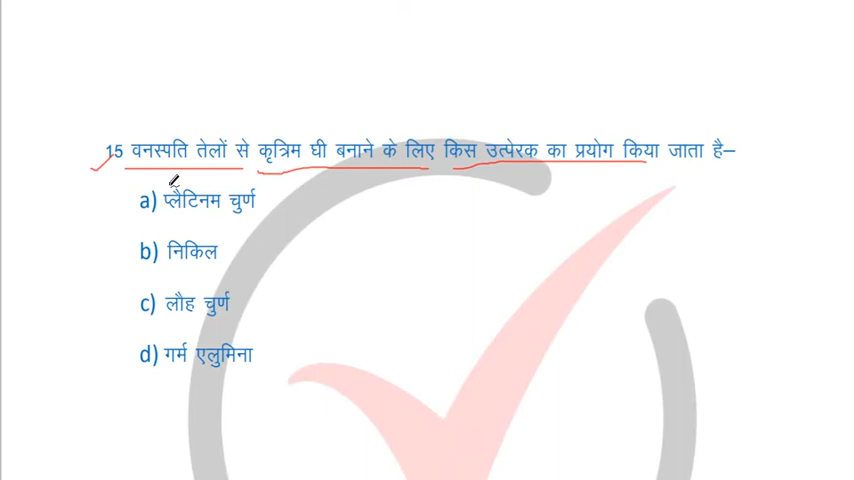 15 वनस्पति तेलों से कृत्रिम घी बनाने के लिए किस उत्पेरक का प्रयोग किया जाता है–
a) प्लैटिनम चुर्ण
b) निकिल
c) लौह चुर्ण
d) गर्म एलुमिना